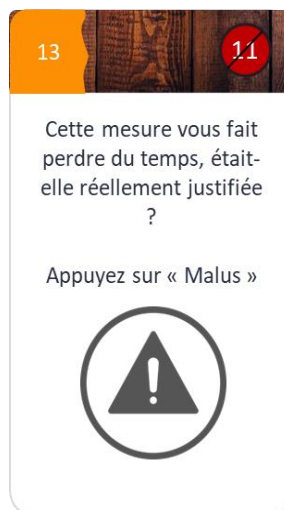 13
11
Cette mesure vous fait
perdre du temps, était-
elle réellement justifiée
?
Appuyez sur « Malus »